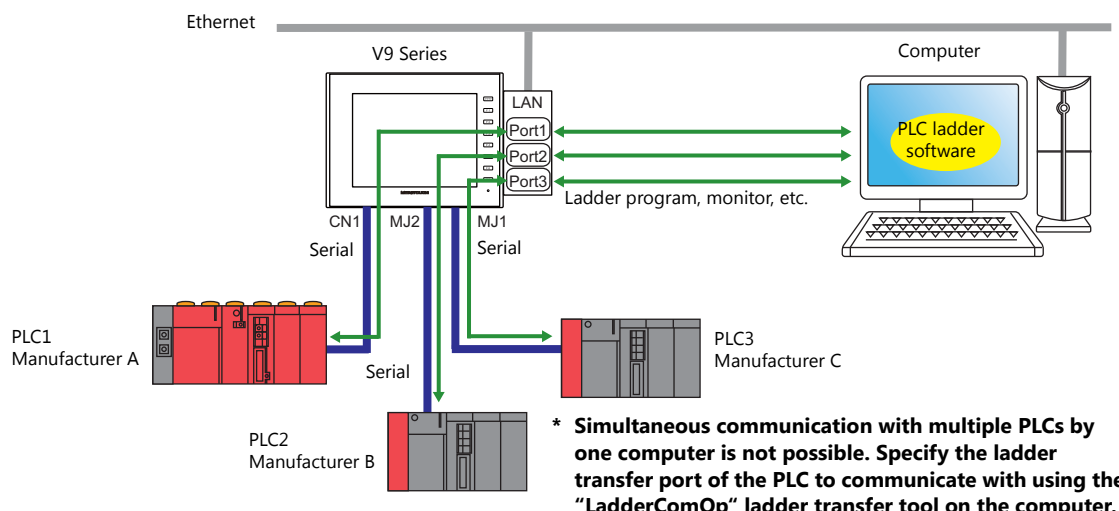 Ethernet
V9 Series
Computer
LAN
Port1
Port2
Port3
PLC ladder
software
Ladder program, monitor, etc.
CN1
MJ2
MJ1
Serial
Serial
PLC1
Manufacturer A
PLC3
Manufacturer C
Serial
PLC2
Manufacturer B
* Simultaneous communication with multiple PLCs by
one computer is not possible. Specify the ladder
transfer port of the PLC to communicate with using the
“LadderComOp“ ladder transfer tool on the computer.